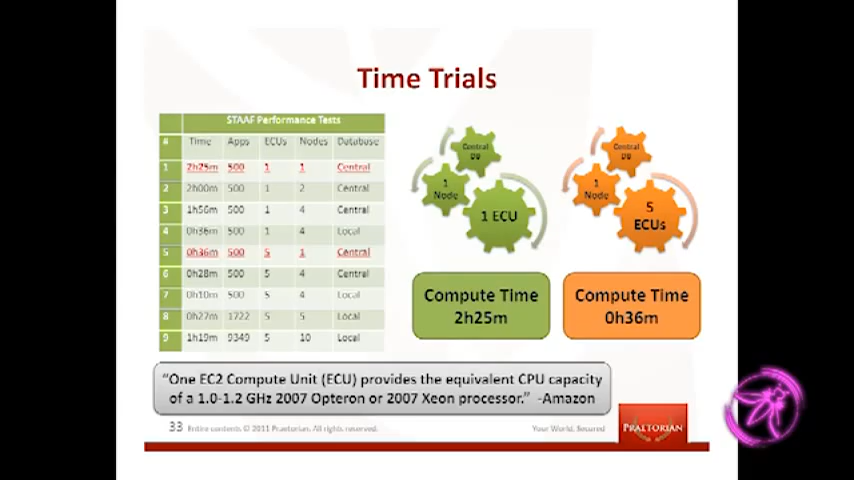 Time Trials
STAAF Performance Tests
# Time Apps ECUs Nodes Database
1 2h25m 500 1 1 Central
2 2h00m 500 1 2 Central
3 1h56m 500 1 4 Central
4 0h36m 500 1 4 Local
5 0h36m 500 5 1 Central
6 0h28m 500 5 4 Central
7 0h10m 500 5 4 Local
8 0h27m 1722 5 5 Local
9 1h19m 9349 5 10 Local
Central
DB
1
Node
1 ECU
Central
DB
1
Node
5
ECUs
Compute Time
2h25m
Compute Time
0h36m
“One EC2 Compute Unit (ECU) provides the equivalent CPU capacity
of a 1.0-1.2 GHz 2007 Opteron or 2007 Xeon processor.” -Amazon
33 Entire contents © 2011 Praetorian. All rights reserved.
Your World, Secured
PRAETORIAN